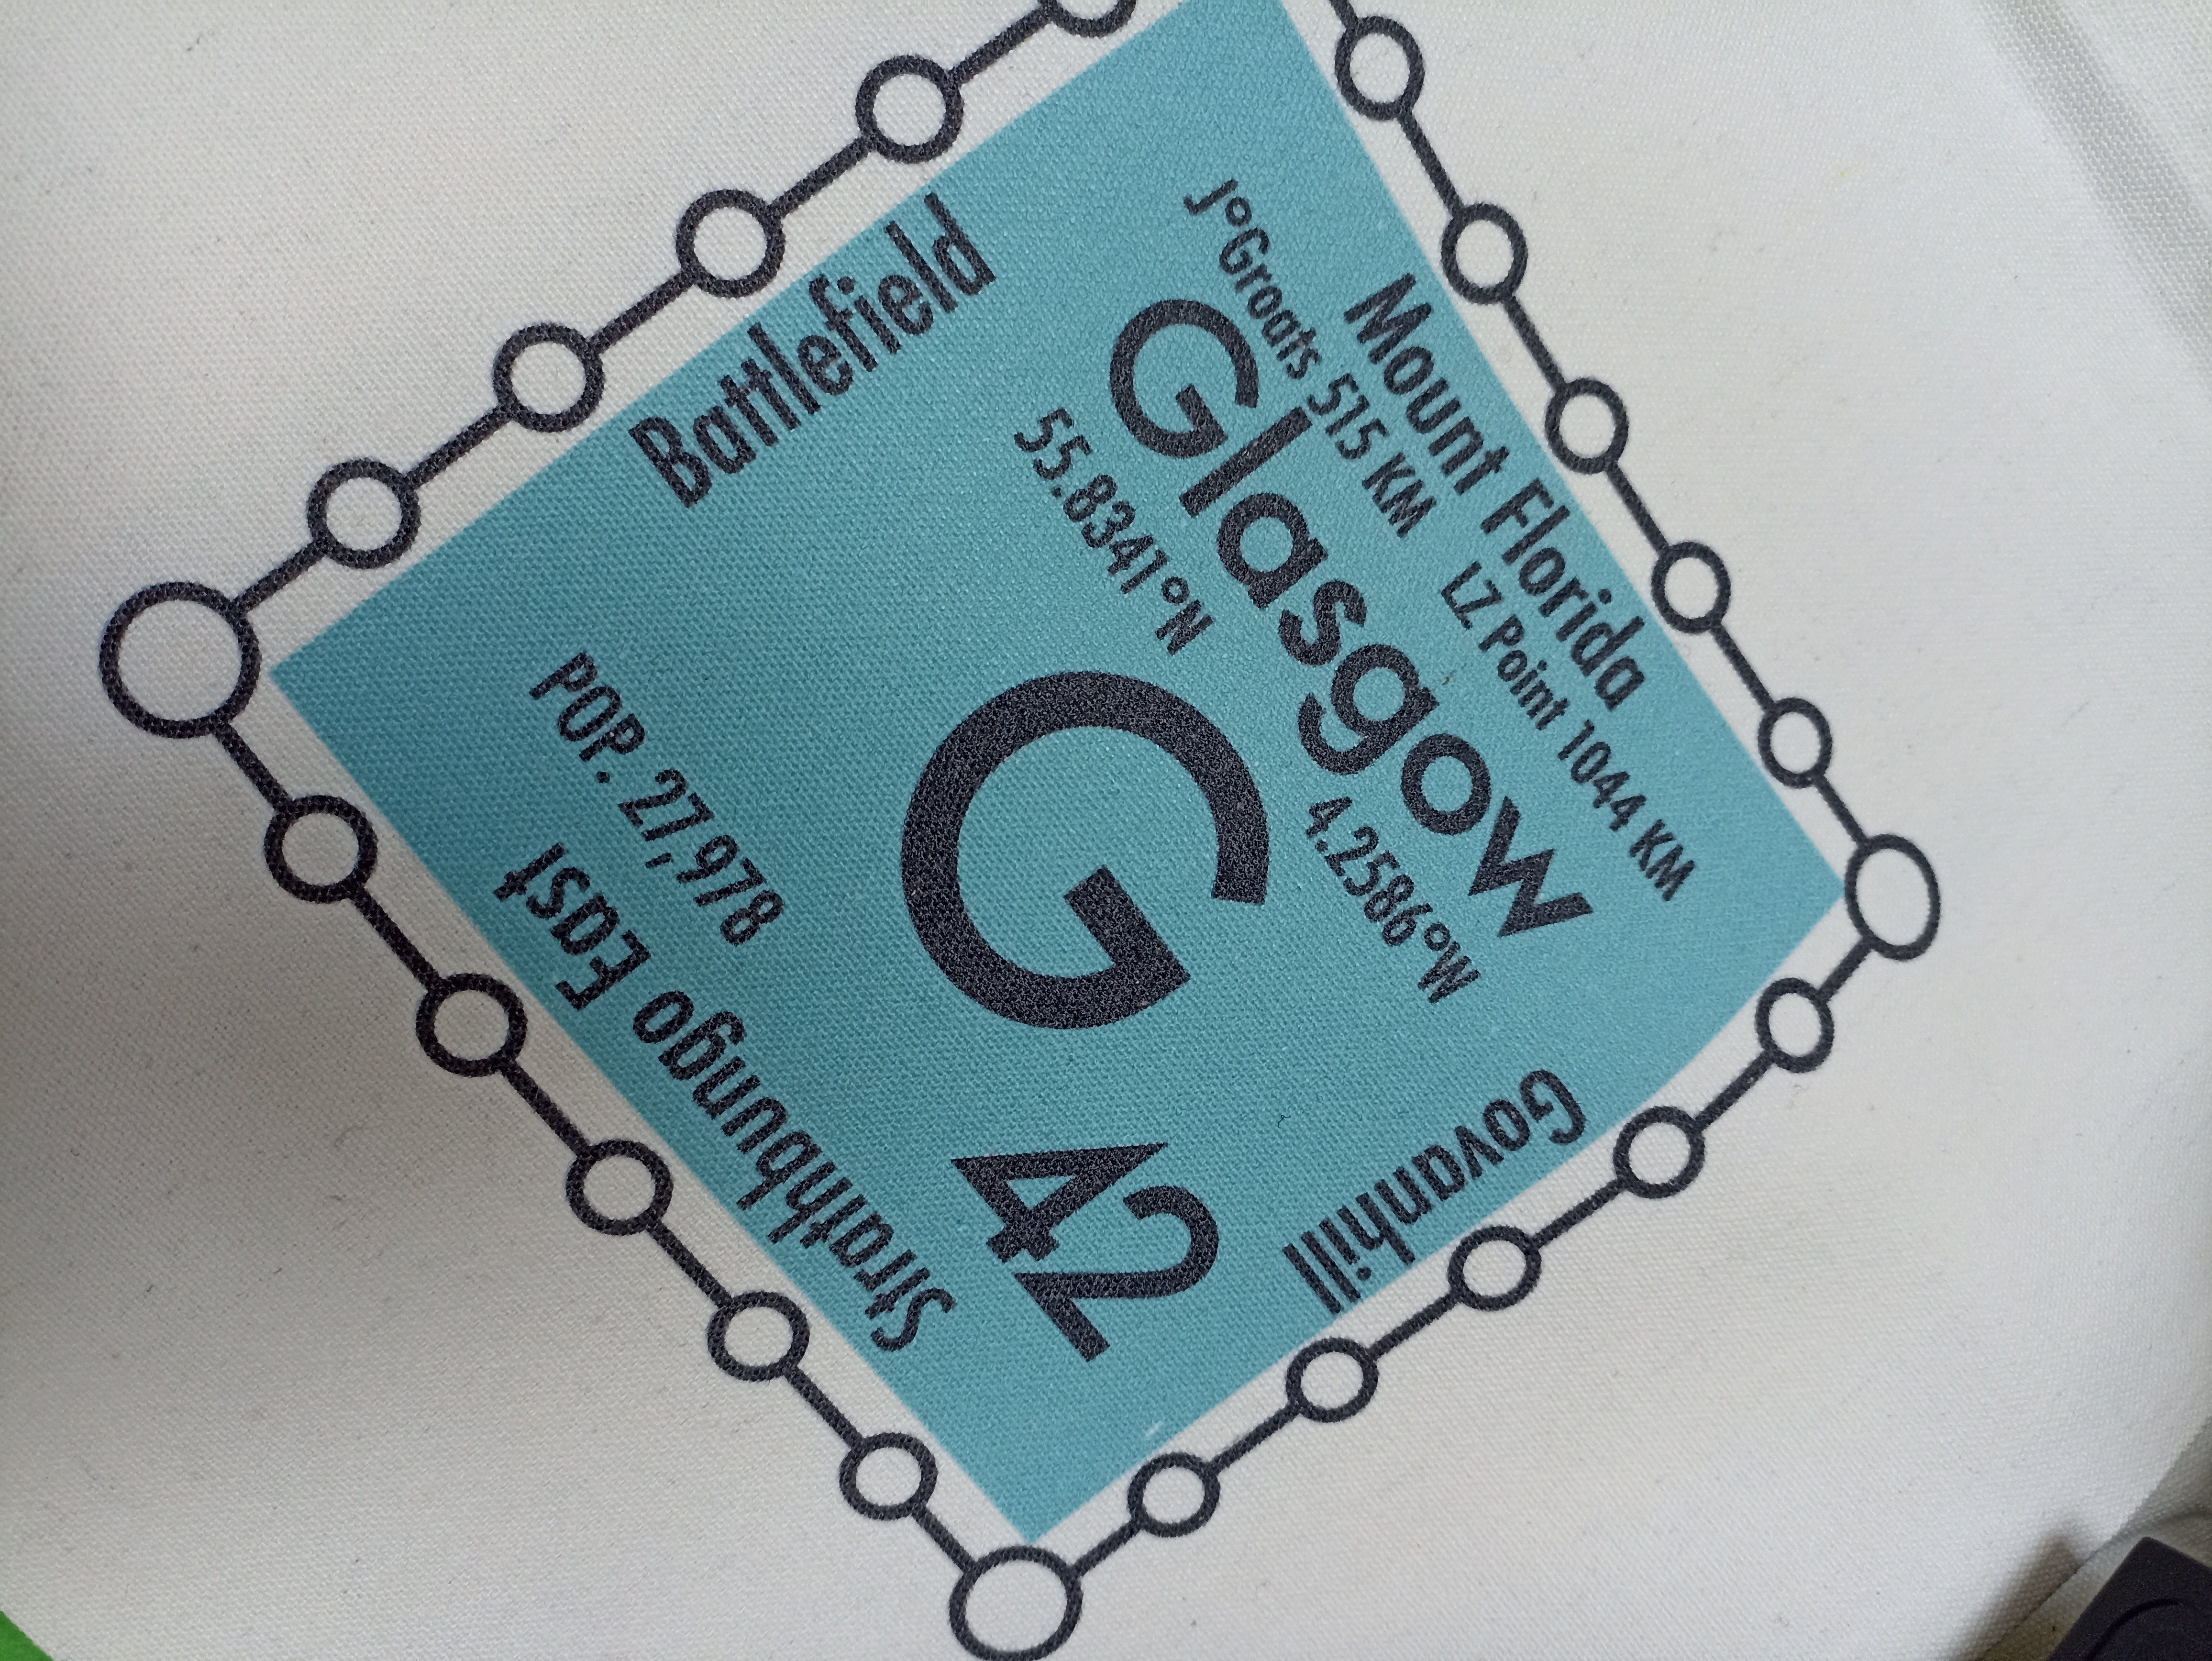 Mount Florida
J°Groats 515 KM LZ Point 1044 KM
Glasgow
55.8341°N 4.2586°W
Battlefield
G
42
Govanhill
POP. 27,978
Strathbungo East